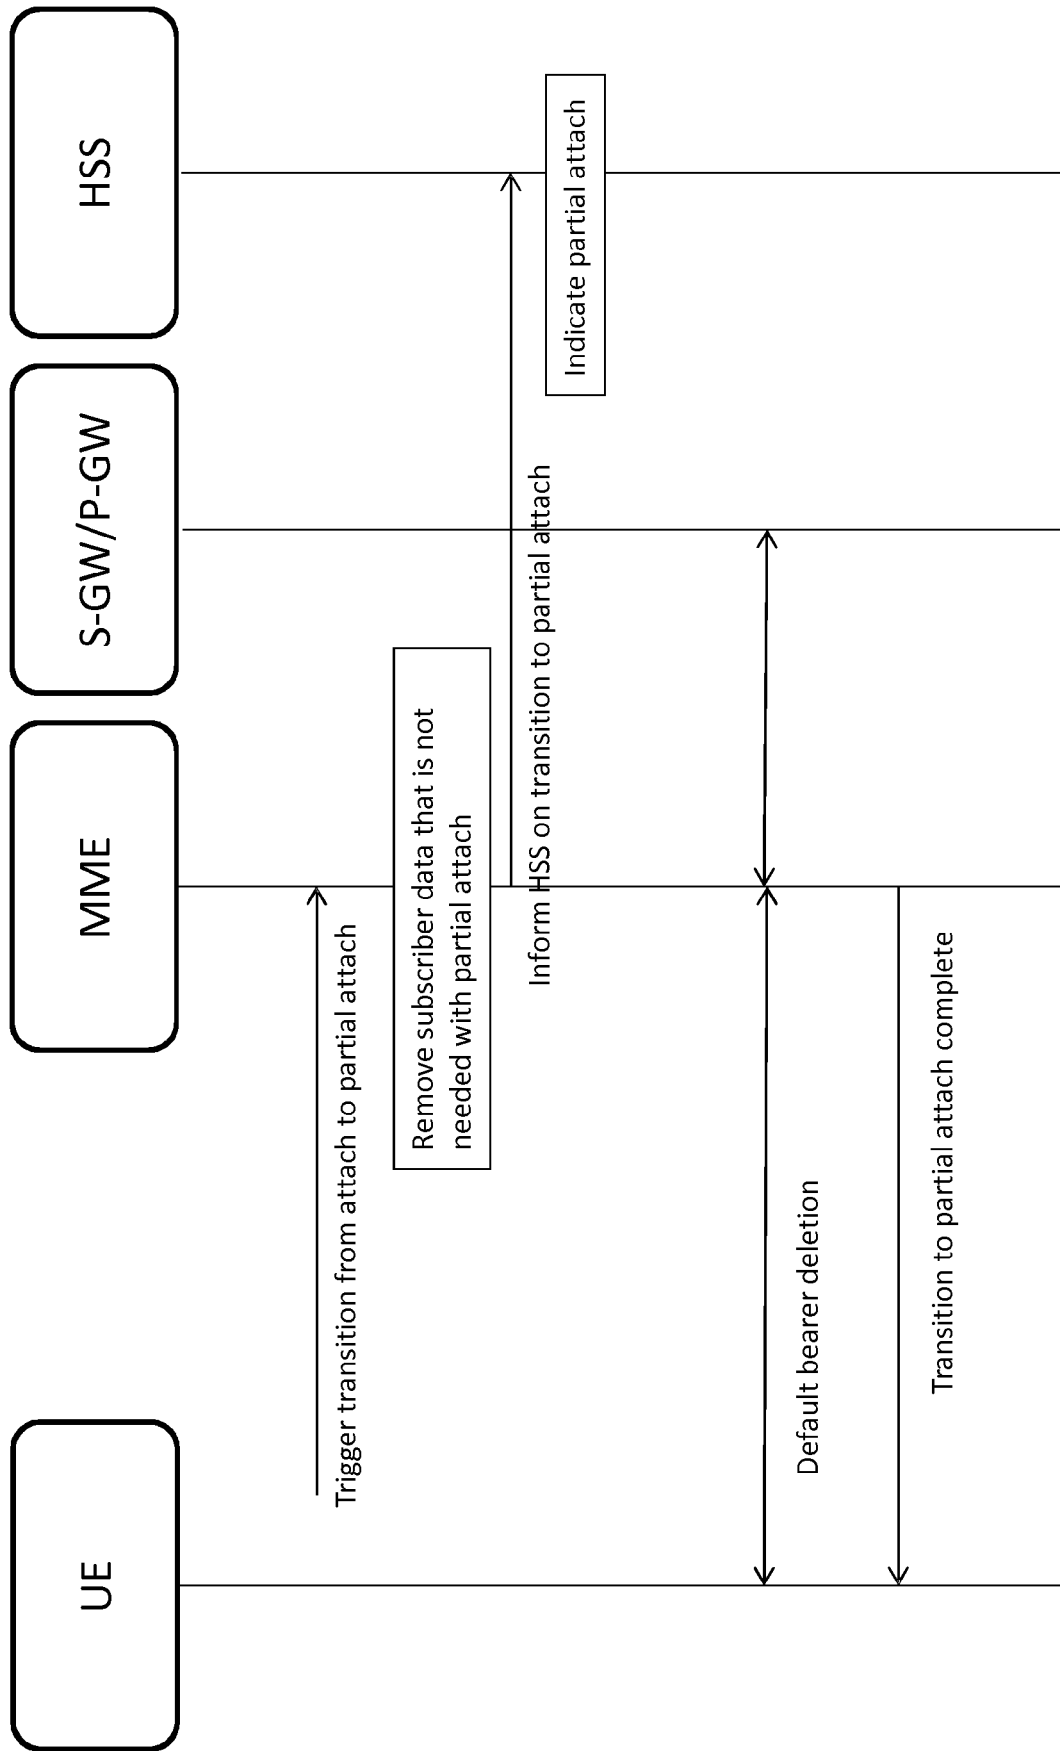 UE
MME
S-GW/P-GW
HSS
Trigger transition from attach to partial attach
Remove subscriber data that is not
needed with partial attach
Inform HSS on transition to partial attach
Indicate partial attach
Default bearer deletion
Transition to partial attach complete